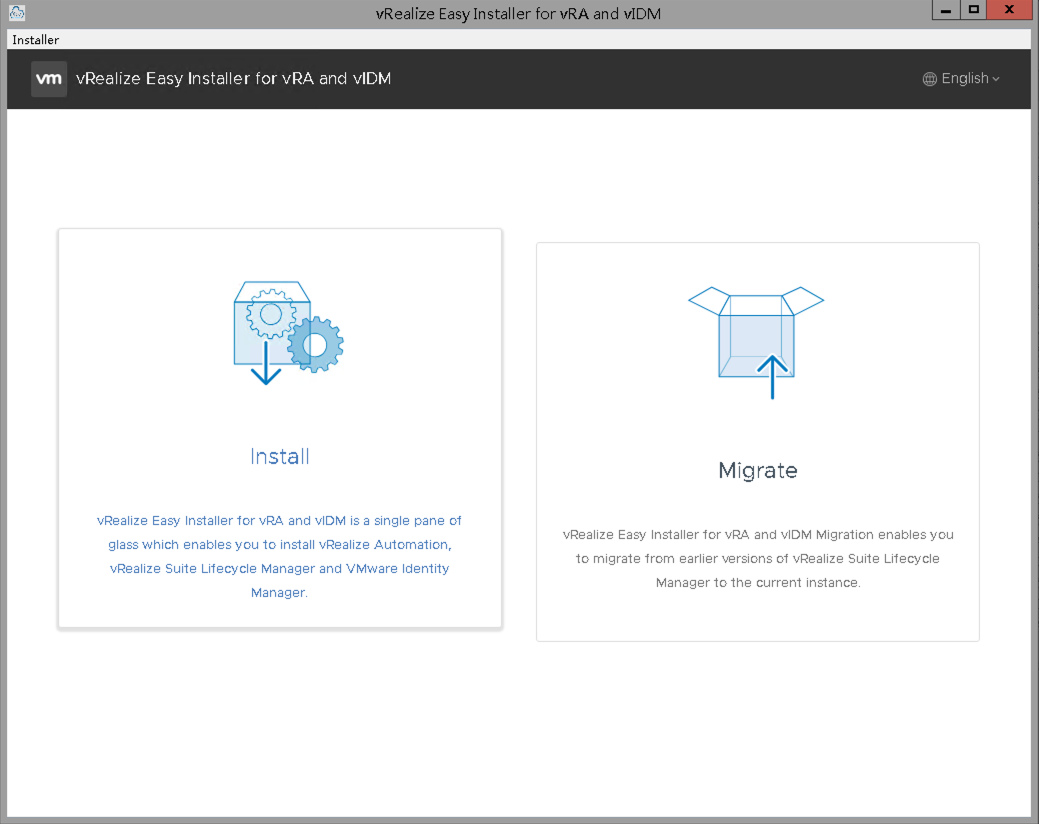 vRealize Easy Installer for vRA and vIDM
Installer
vm vRealize Easy Installer for vRA and vIDM
English
Install
vRealize Easy Installer for vRA and vIDM is a single pane of
glass which enables you to install vRealize Automation,
vRealize Suite Lifecycle Manager and VMware Identity
Manager.
Migrate
vRealize Easy Installer for vRA and vIDM Migration enables you
to migrate from earlier versions of vRealize Suite Lifecycle
Manager to the current instance.